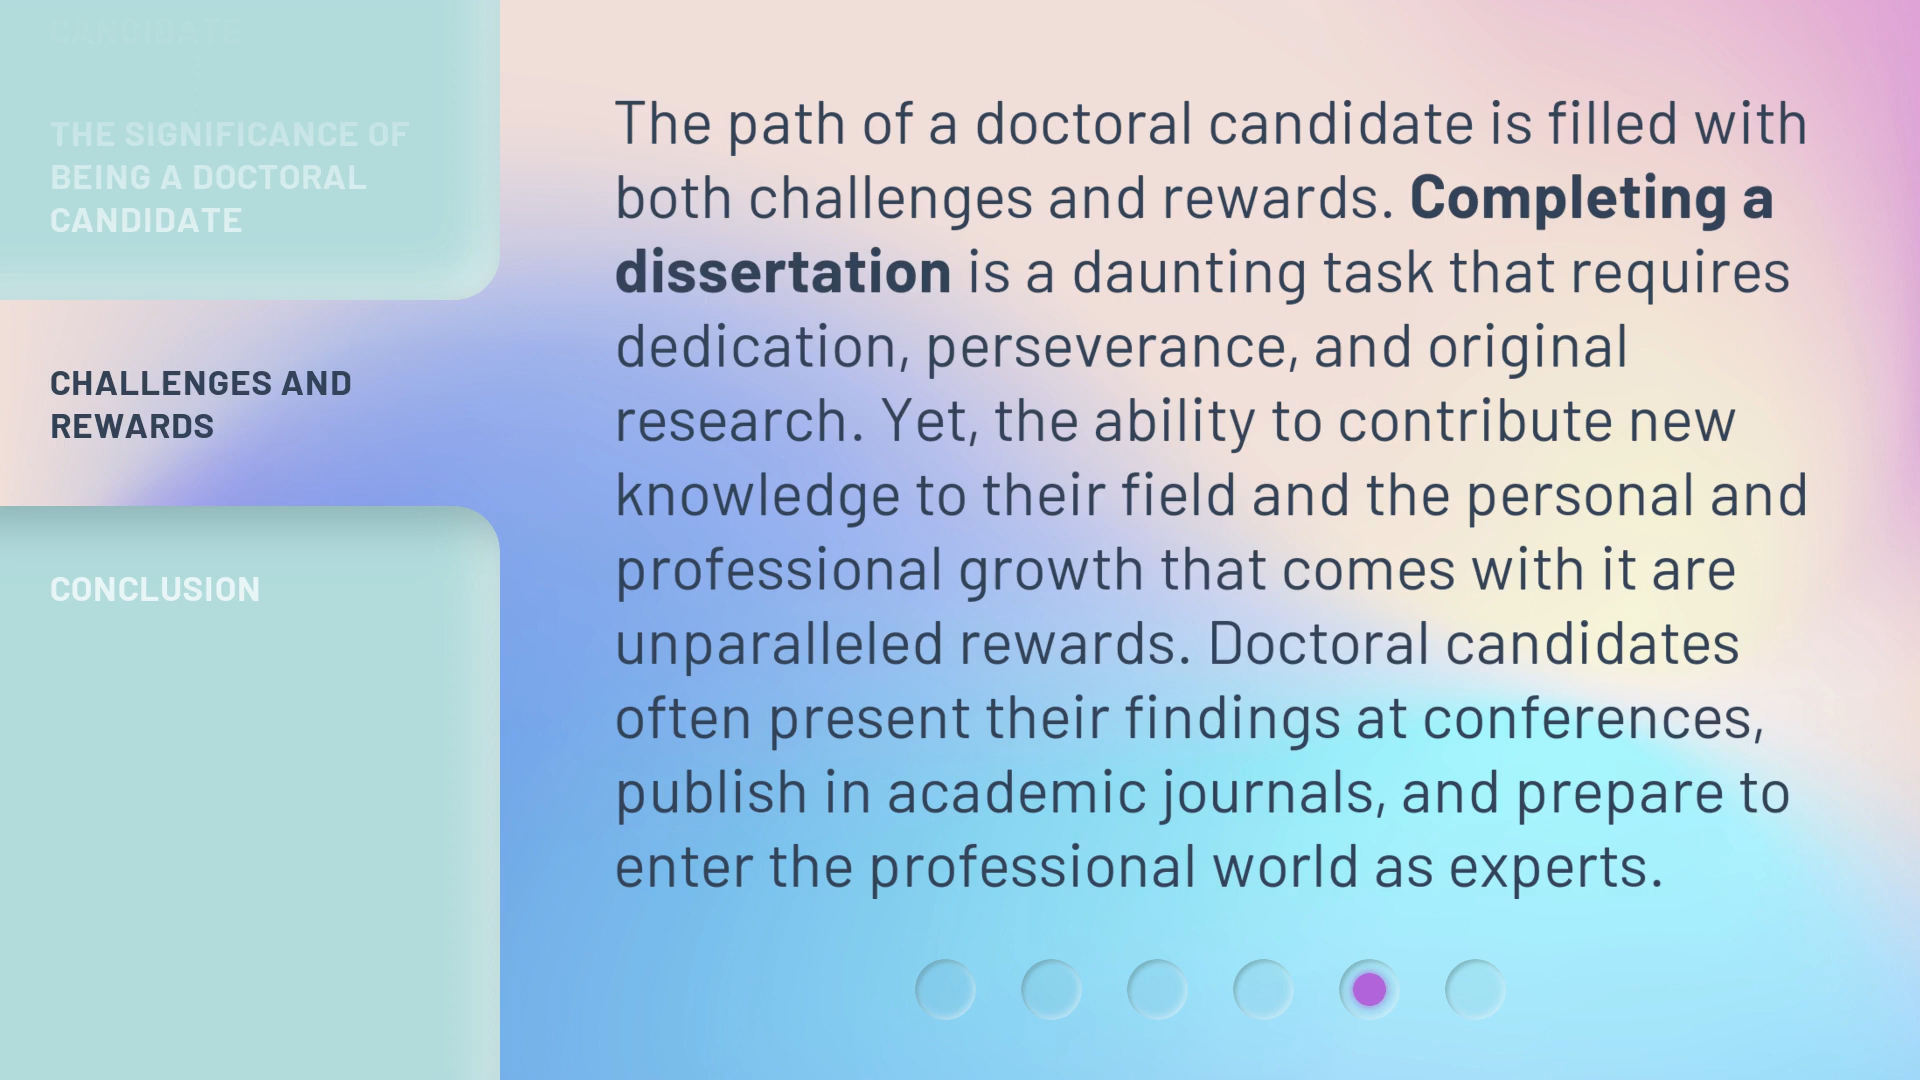 CANDIDATE
THE SIGNIFICANCE OF
BEING A DOCTORAL
CANDIDATE
CHALLENGES AND
REWARDS
CONCLUSION
The path of a doctoral candidate is filled with
both challenges and rewards. Completing a
dissertation is a daunting task that requires
dedication, perseverance, and original
research. Yet, the ability to contribute new
knowledge to their field and the personal and
professional growth that comes with it are
unparalleled rewards. Doctoral candidates
often present their findings at conferences,
publish in academic journals, and prepare to
enter the professional world as experts.